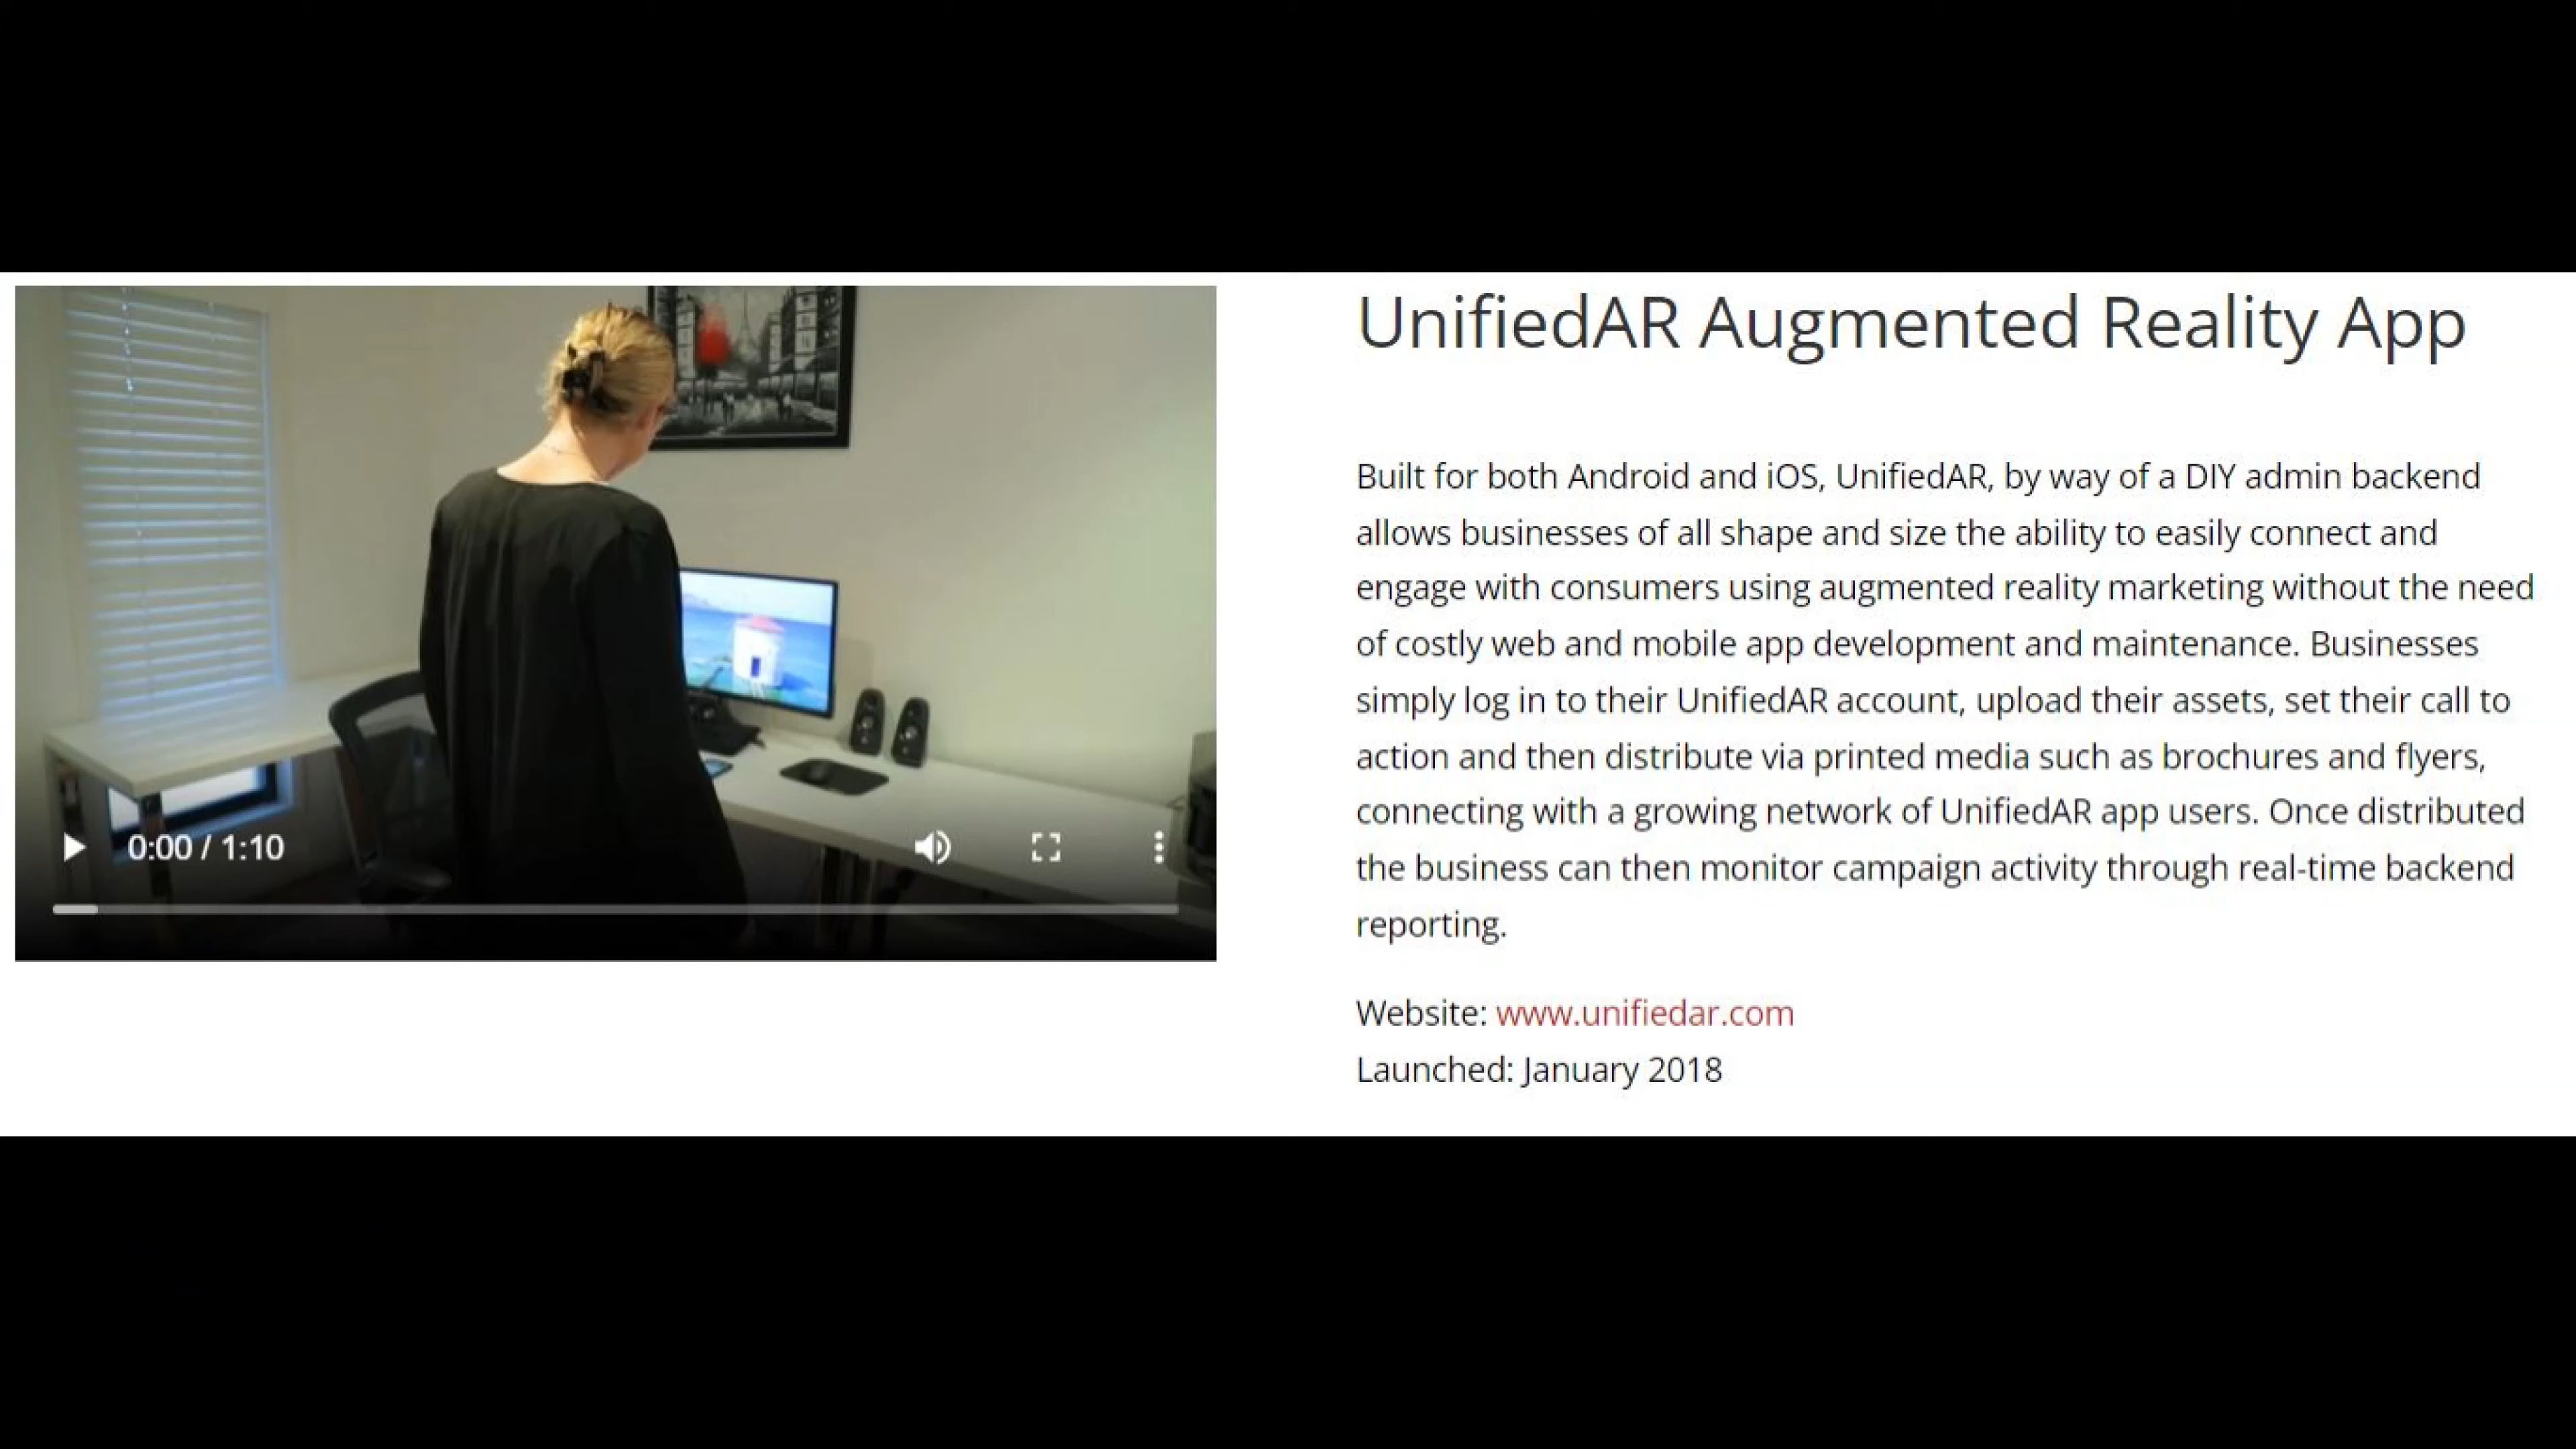 UnifiedAR Augmented Reality App
Built for both Android and iOS, UnifiedAR, by way of a DIY admin backend
allows businesses of all shape and size the ability to easily connect and
engage with consumers using augmented reality marketing without the need
of costly web and mobile app development and maintenance. Businesses
simply log in to their UnifiedAR account, upload their assets, set their call to
action and then distribute via printed media such as brochures and flyers,
connecting with a growing network of UnifiedAR app users. Once distributed
the business can then monitor campaign activity through real-time backend
reporting.
Website: www.unifiedar.com
Launched: January 2018
0:00 / 1:10